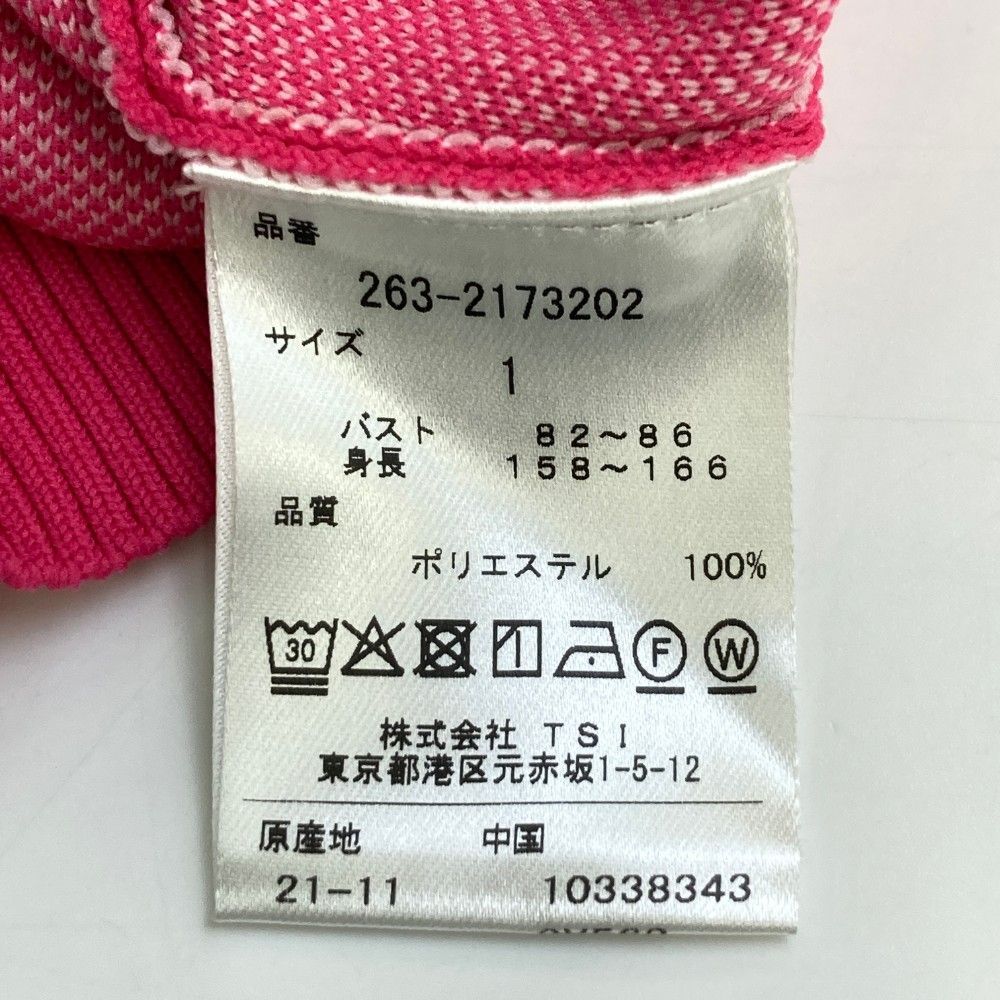 品番
263-2173202
サイズ
1
バスト 82～86
身長 158～166
品質
ポリエステル 100%
30 F W
株式会社 TSI
東京都港区元赤坂1-5-12
原産地 中国
21-11 10338343